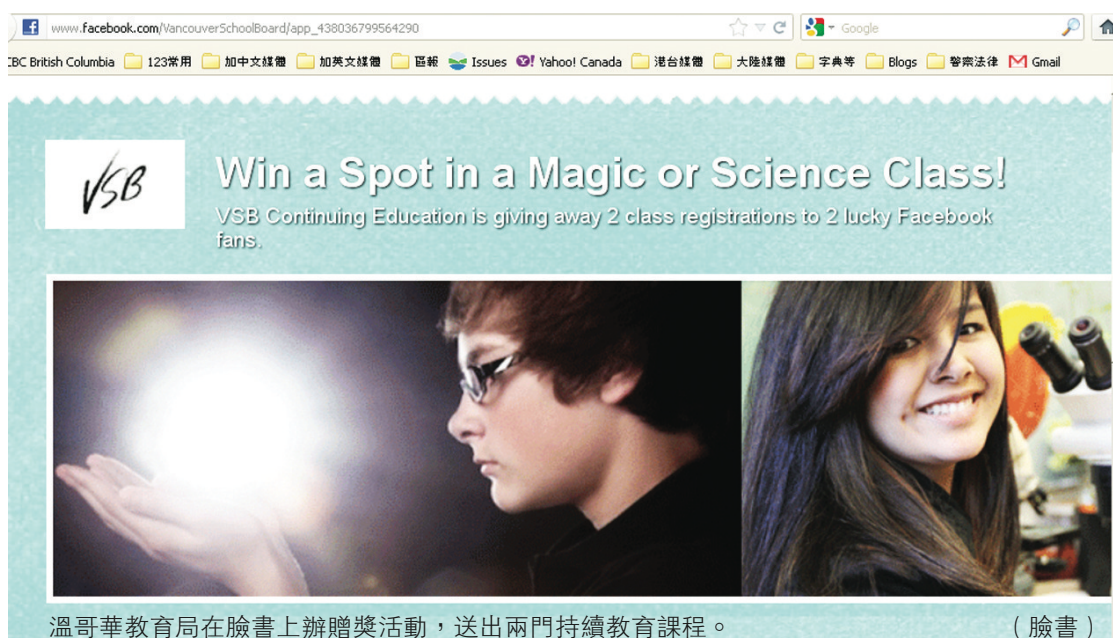 www.facebook.com/VancouverSchoolBoard/app_438036799564290 Google
CBC British Columbia 123常用 加中文媒體 加英文媒體 區報 Issues Yahoo! Canada 港台媒體 大陸媒體 字典等 Blogs 警察法律 Gmail
VSB
Win a Spot in a Magic or Science Class!
VSB Continuing Education is giving away 2 class registrations to 2 lucky Facebook
fans.
溫哥華教育局在臉書上辦贈獎活動，送出兩門持續教育課程。 （臉書）